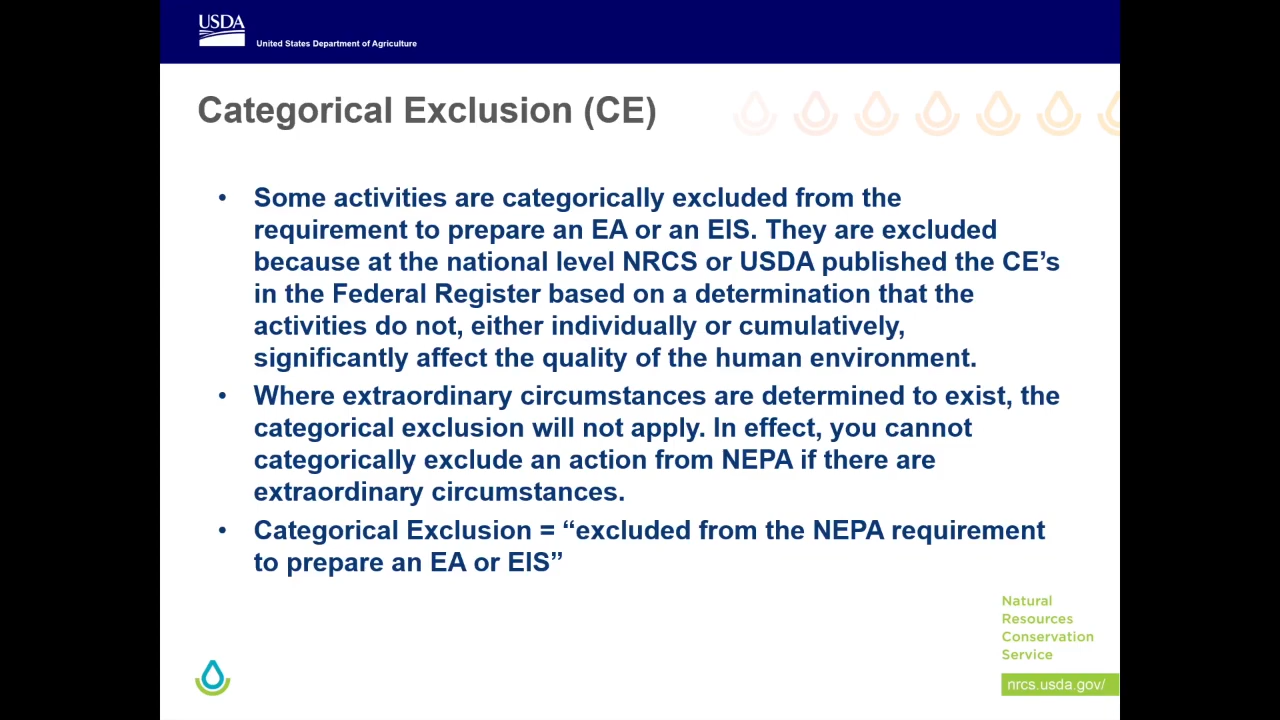 USDA
United States Department of Agriculture
Categorical Exclusion (CE)
• Some activities are categorically excluded from the
requirement to prepare an EA or an EIS. They are excluded
because at the national level NRCS or USDA published the CE’s
in the Federal Register based on a determination that the
activities do not, either individually or cumulatively,
significantly affect the quality of the human environment.
• Where extraordinary circumstances are determined to exist, the
categorical exclusion will not apply. In effect, you cannot
categorically exclude an action from NEPA if there are
extraordinary circumstances.
• Categorical Exclusion = “excluded from the NEPA requirement
to prepare an EA or EIS”
Natural
Resources
Conservation
Service
nrcs.usda.gov/